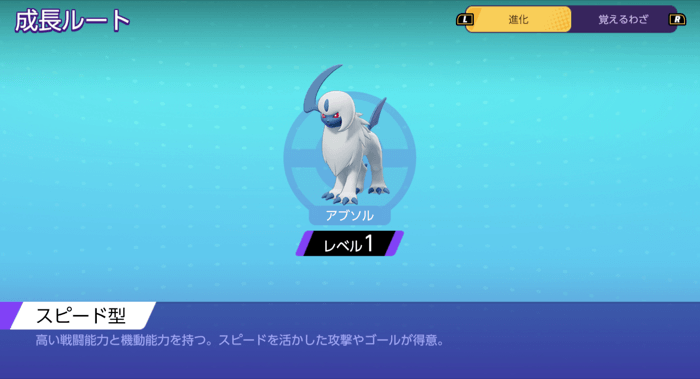 成長ルート
L 進化 覚えるわざ R
アブソル
レベル1
スピード型
高い戦闘能力と機動能力を持つ。スピードを活かした攻撃やゴールが得意。